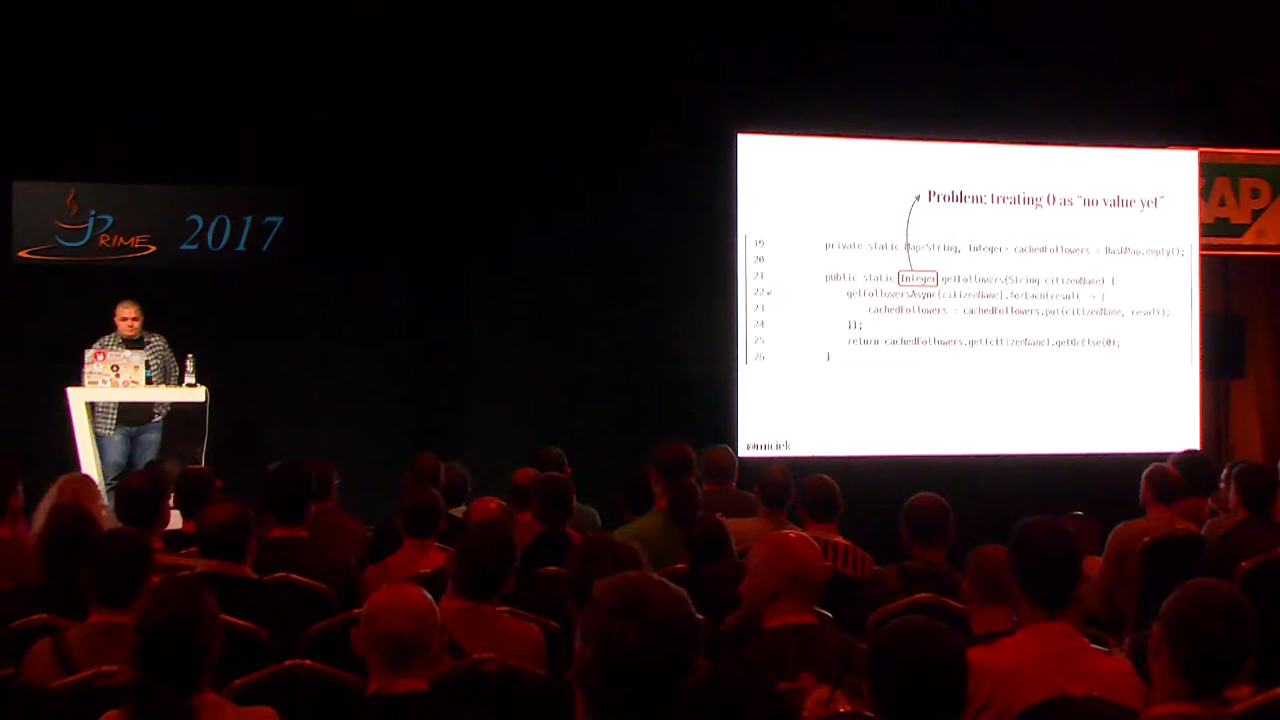 JPRIME 2017
SAP
Problem: treating 0 as "no value yet"
19 private static Map<String, Integer> cachedFollowers = HashMap.empty();
20
21 public static Integer getFollowers(String citizenName) {
22 getFollowersAsync(citizenName).forEach(result -> {
23 cachedFollowers = cachedFollowers.put(citizenName, result);
24 });
25 return cachedFollowers.get(citizenName).getOrElse(0);
26 }
@miciek